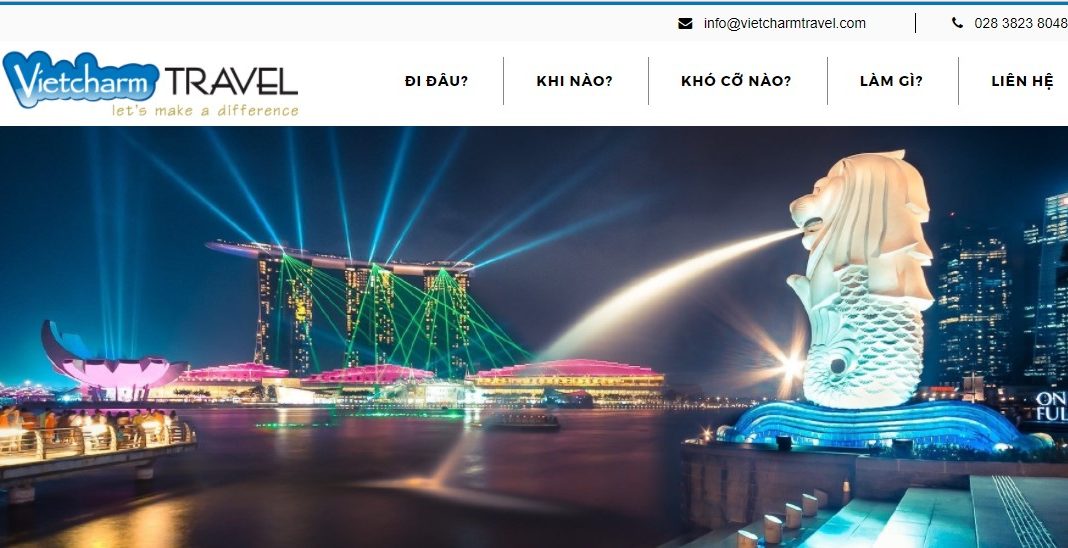 info@vietcharmtravel.com
028 3823 8048
Vietcharm TRAVEL
let's make a difference
ĐI ĐÂU?
KHI NÀO?
KHÓ CỠ NÀO?
LÀM GÌ?
LIÊN HỆ
ON
FUL